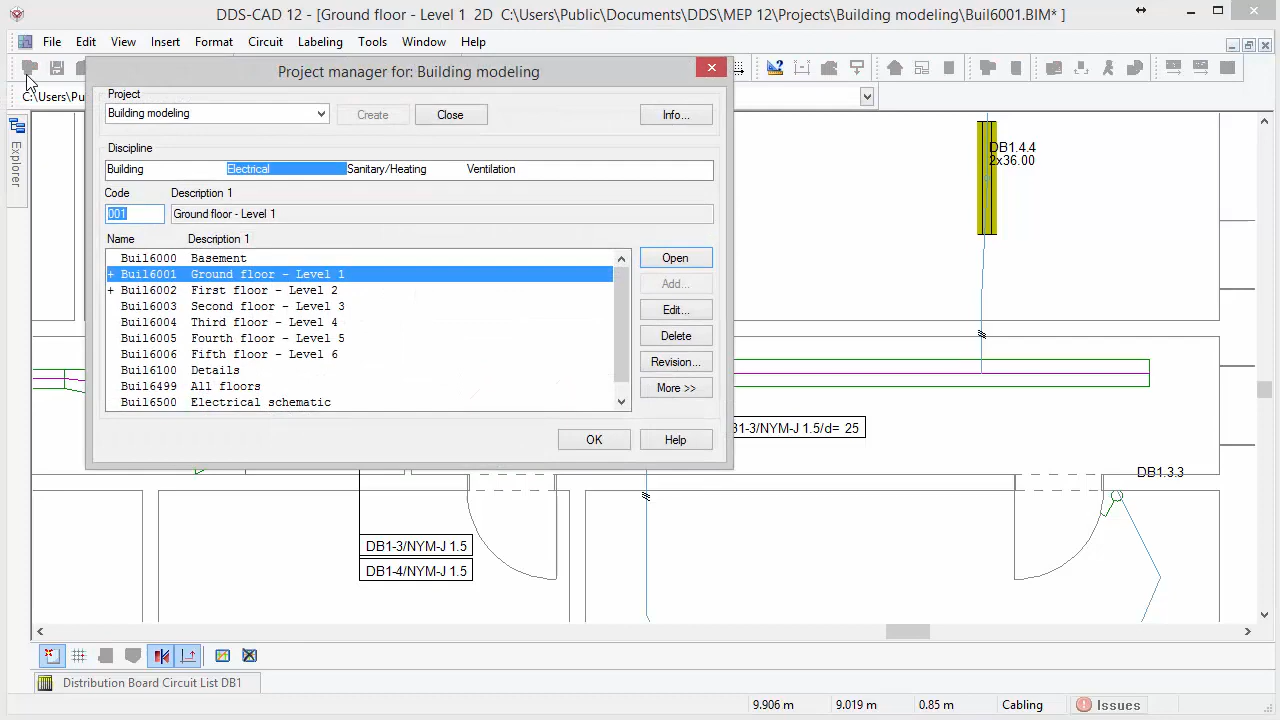 DDS-CAD 12 - [Ground floor - Level 1  2D  C:\Users\Public\Documents\DDS\MEP 12\Projects\Building modeling\Buil6001.BIM* ]
File Edit View Insert Format Circuit Labeling Tools Window Help
C:\Users\Pu
Explorer
Project manager for: Building modeling
Project
Building modeling
Create
Close
Info...
Discipline
Building Electrical Sanitary/Heating Ventilation
Code Description 1
001 Ground floor - Level 1
Name Description 1
Buil6000 Basement
+ Buil6001 Ground floor - Level 1
+ Buil6002 First floor - Level 2
Buil6003 Second floor - Level 3
Buil6004 Third floor - Level 4
Buil6005 Fourth floor - Level 5
Buil6006 Fifth floor - Level 6
Buil6100 Details
Buil6499 All floors
Buil6500 Electrical schematic
Open
Add...
Edit...
Delete
Revision...
More >>
OK
Help
DB1.4.4
2x36.00
B1-3/NYM-J 1.5/d= 25
DB1.3.3
DB1-3/NYM-J 1.5
DB1-4/NYM-J 1.5
Distribution Board Circuit List DB1
9.906 m 9.019 m 0.85 m Cabling Issues